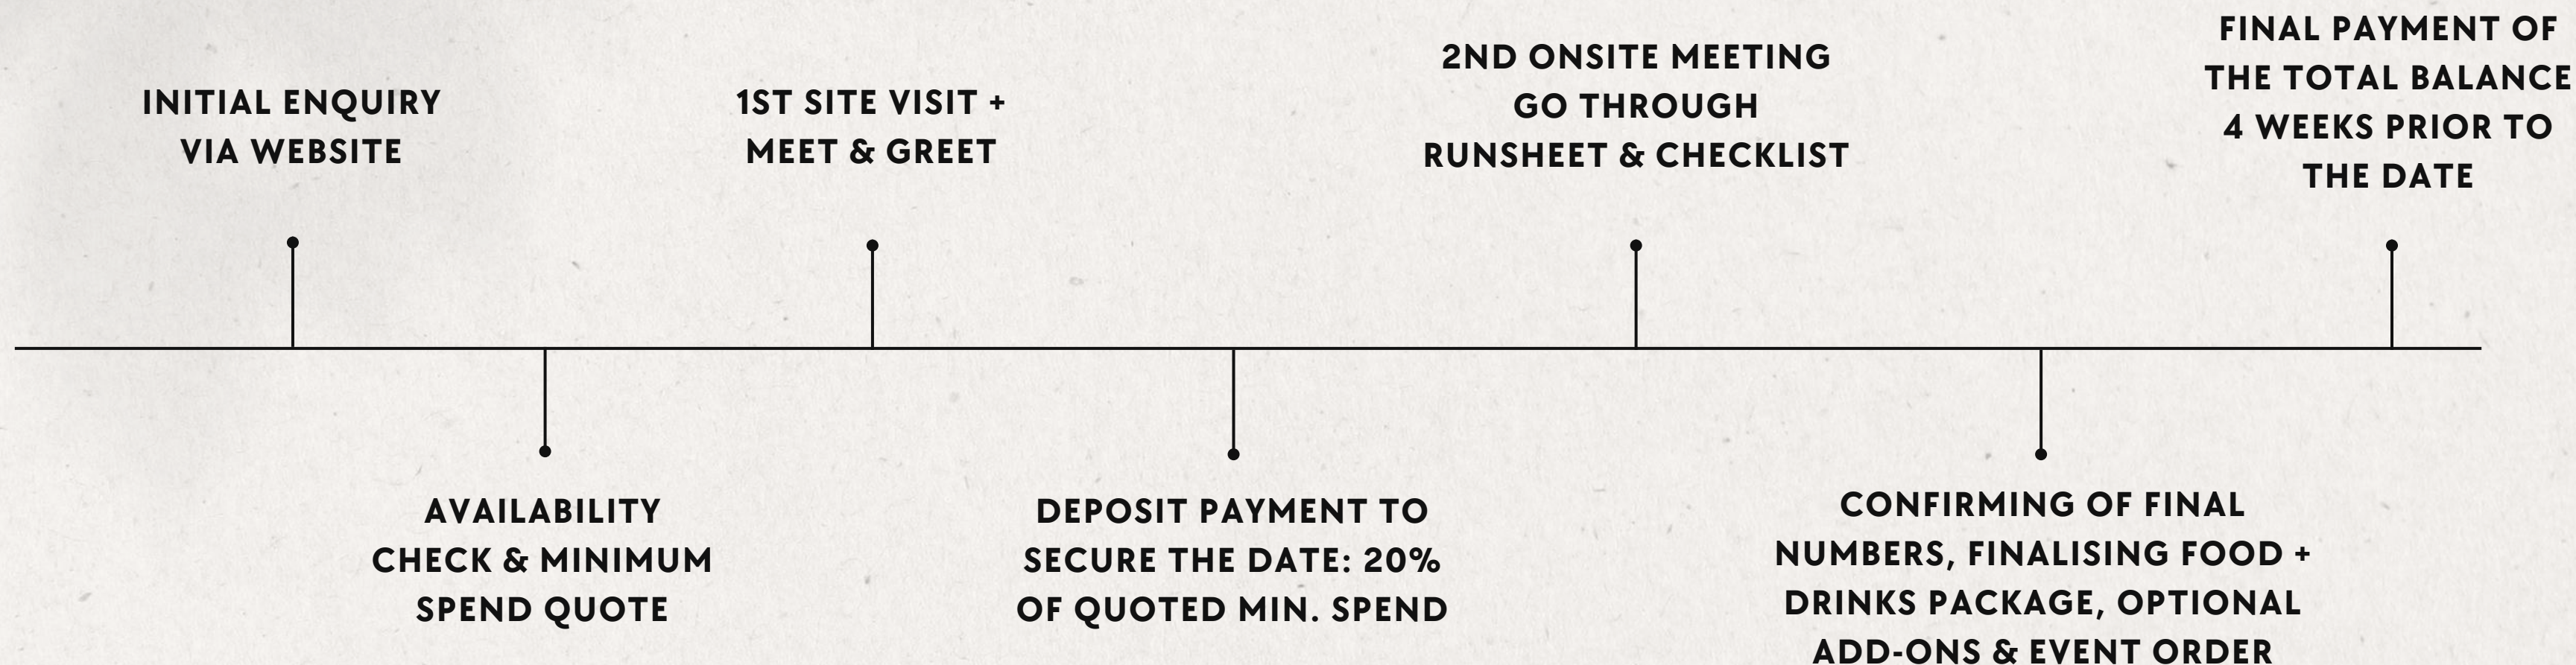 INITIAL ENQUIRY
VIA WEBSITE
AVAILABILITY
CHECK & MINIMUM
SPEND QUOTE
1ST SITE VISIT +
MEET & GREET
DEPOSIT PAYMENT TO
SECURE THE DATE: 20%
OF QUOTED MIN. SPEND
2ND ONSITE MEETING
GO THROUGH
RUNSHEET & CHECKLIST
CONFIRMING OF FINAL
NUMBERS, FINALISING FOOD +
DRINKS PACKAGE, OPTIONAL
ADD-ONS & EVENT ORDER
FINAL PAYMENT OF
THE TOTAL BALANCE
4 WEEKS PRIOR TO
THE DATE